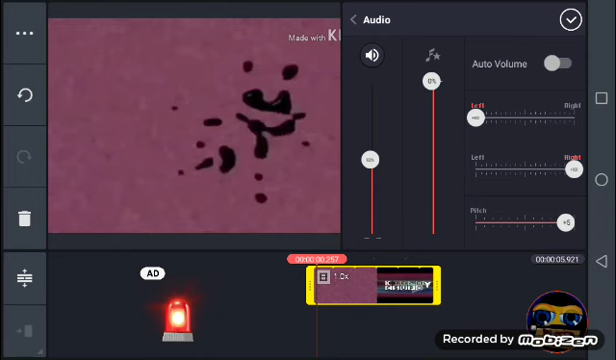 Made with K
Audio
Auto Volume
0%
Left
Right
Left
Right
Pitch
+5
00:00:00.257
00:00:05.921
AD
1.0x
Recorded by
mobizen